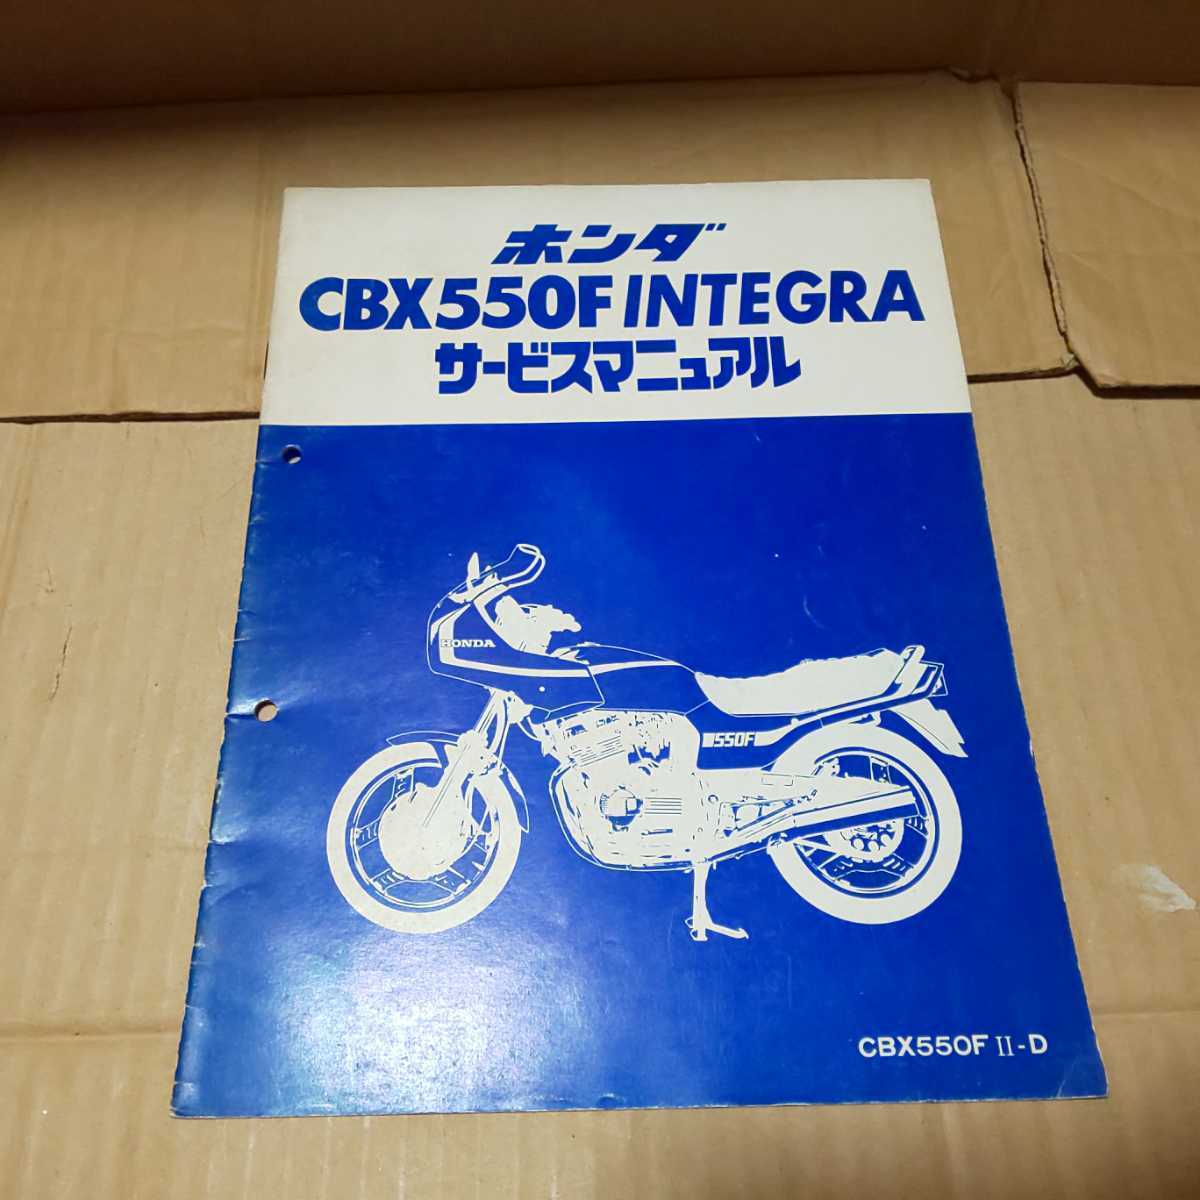 ホンダ
CBX550F INTEGRA
サービスマニュアル
HONDA
550F
CBX550F II-D